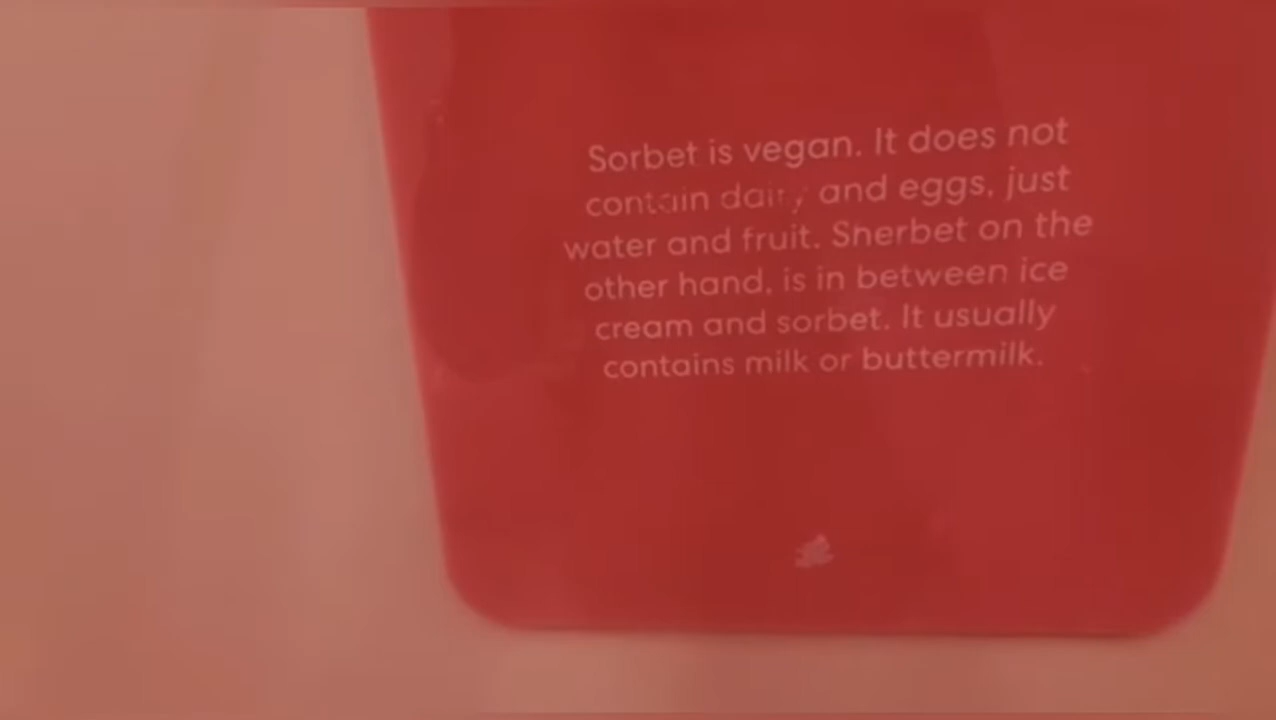 Sorbet is vegan. It does not
contain dairy and eggs, just
water and fruit. Sherbet on the
other hand, is in between ice
cream and sorbet. It usually
contains milk or buttermilk.